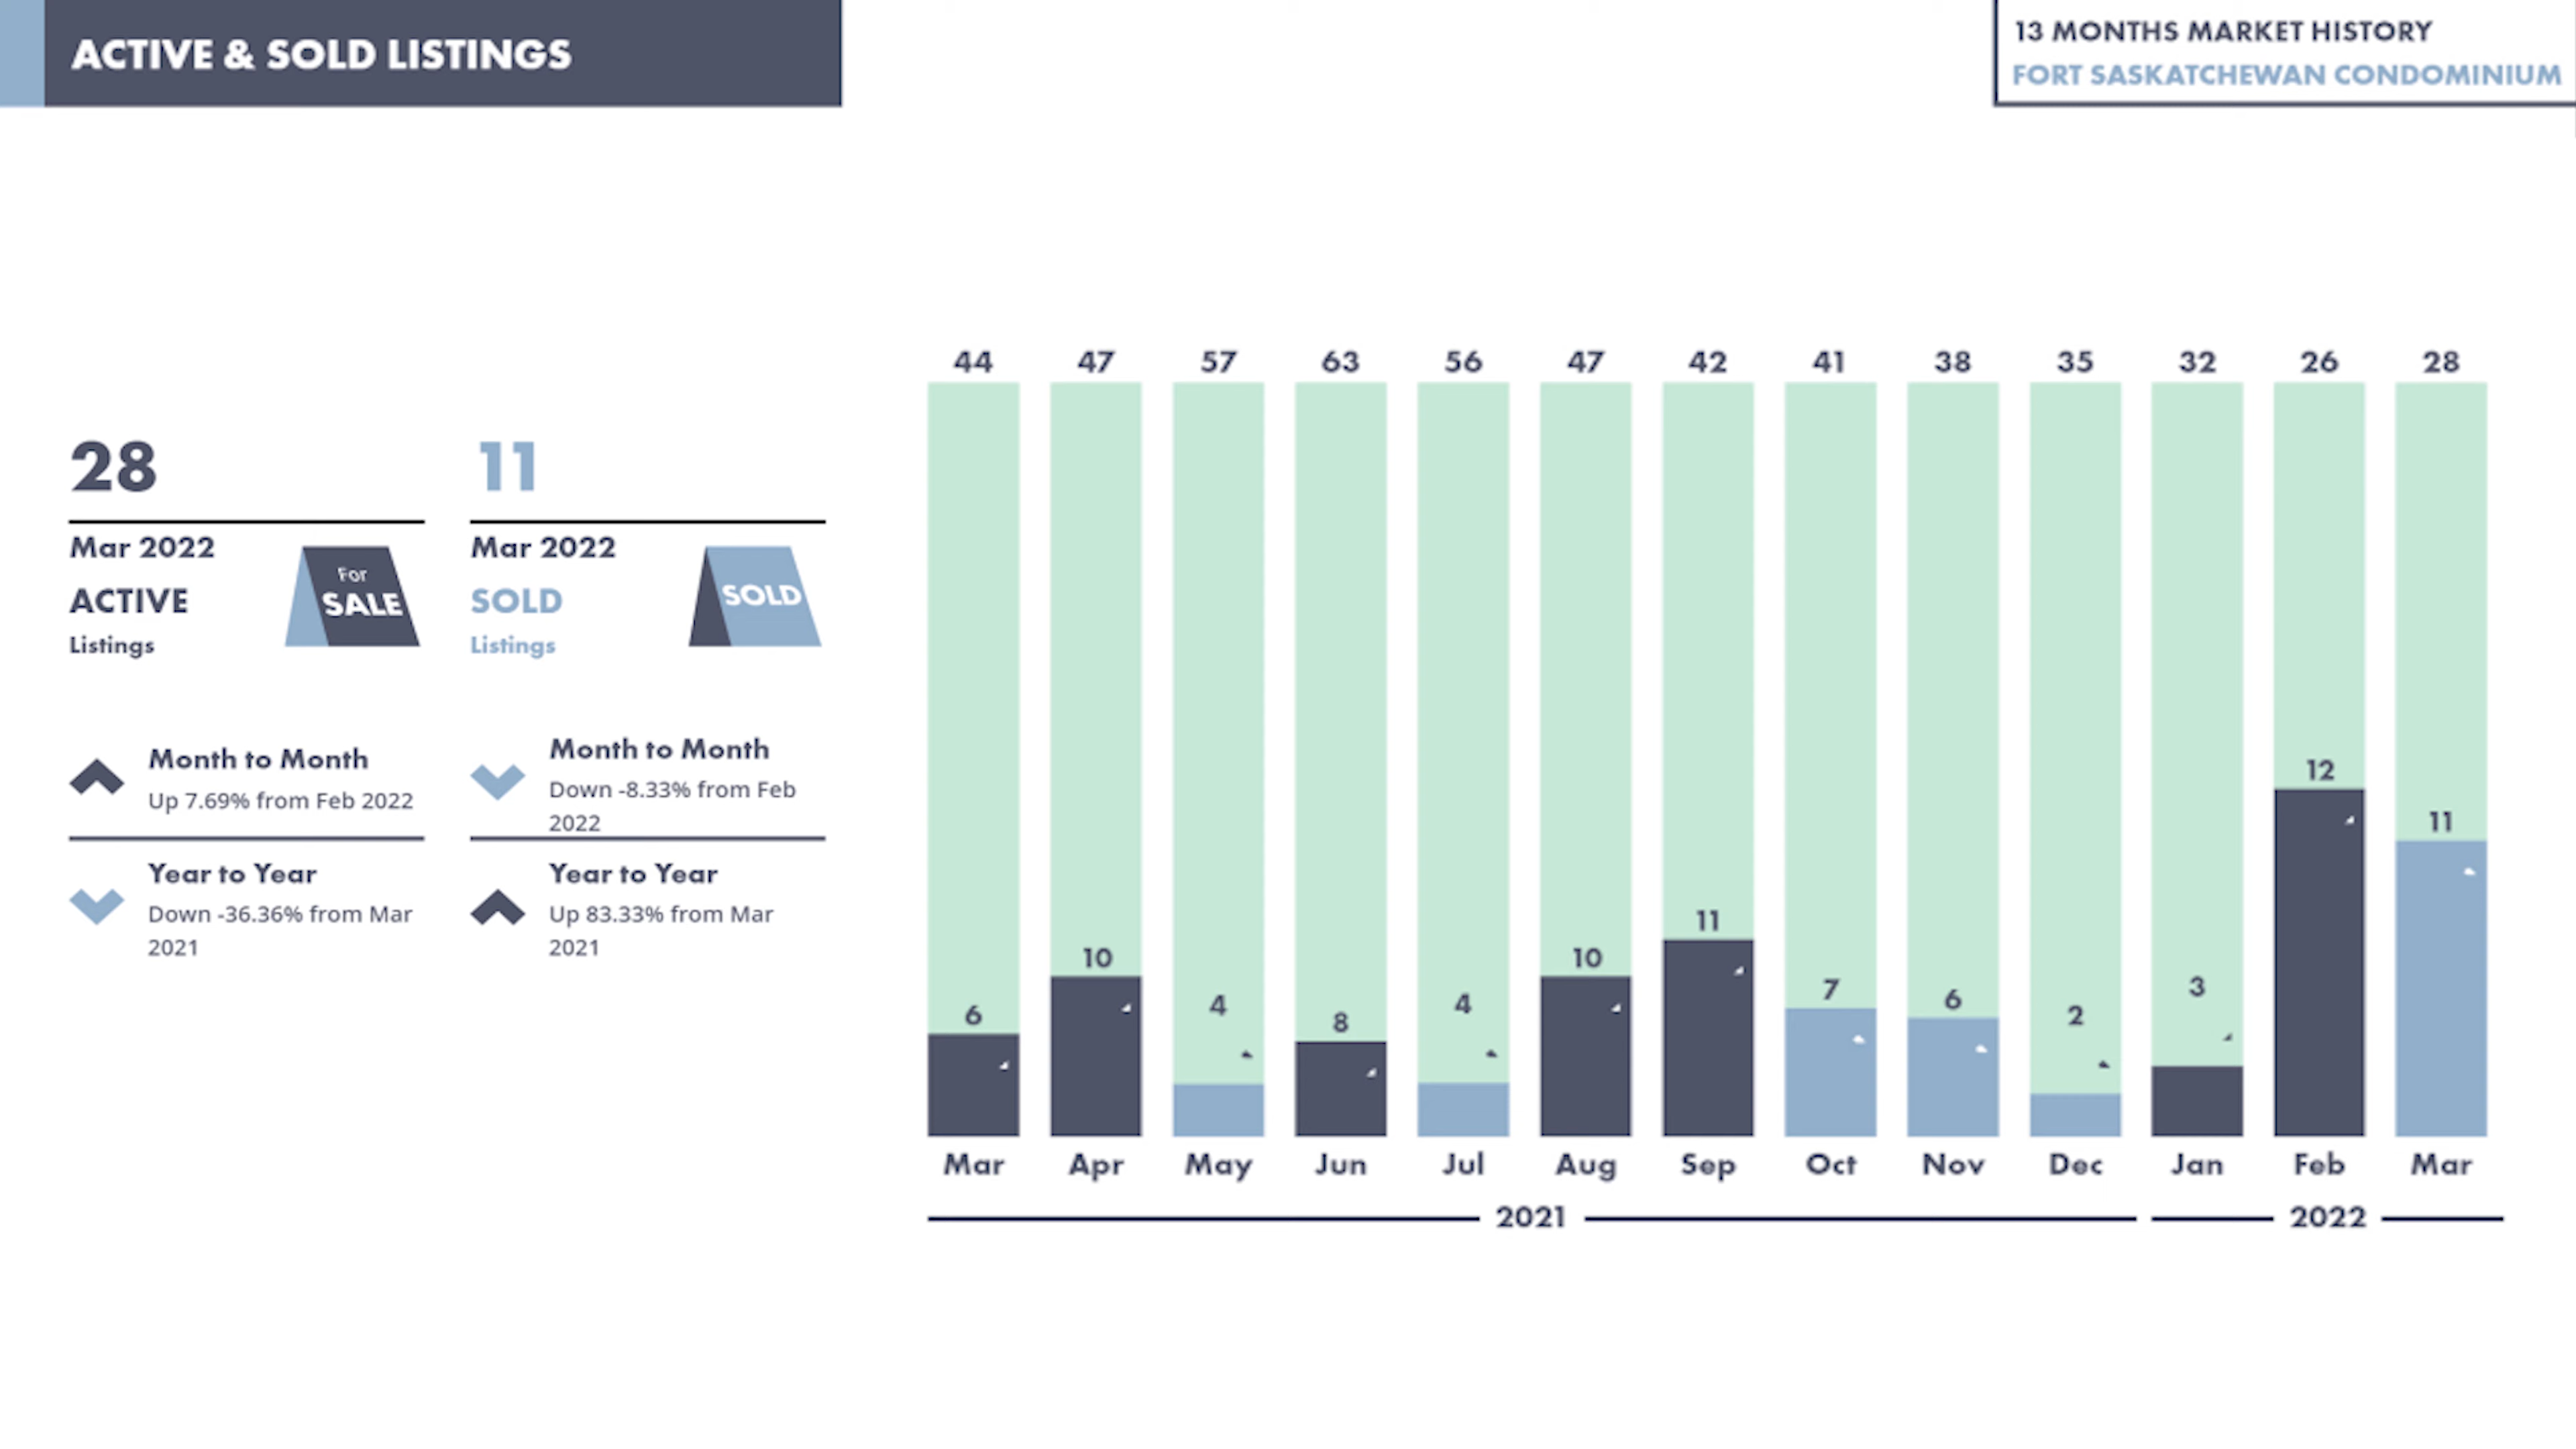 ACTIVE & SOLD LISTINGS
13 MONTHS MARKET HISTORY
FORT SASKATCHEWAN CONDOMINIUM
28
Mar 2022
ACTIVE
Listings
For
SALE
Month to Month
Up 7.69% from Feb 2022
Year to Year
Down -36.36% from Mar
2021
11
Mar 2022
SOLD
Listings
SOLD
Month to Month
Down -8.33% from Feb
2022
Year to Year
Up 83.33% from Mar
2021
44 47 57 63 56 47 42 41 38 35 32 26 28
6 10 4 8 4 10 11 7 6 2 3 12 11
Mar Apr May Jun Jul Aug Sep Oct Nov Dec Jan Feb Mar
2021 2022